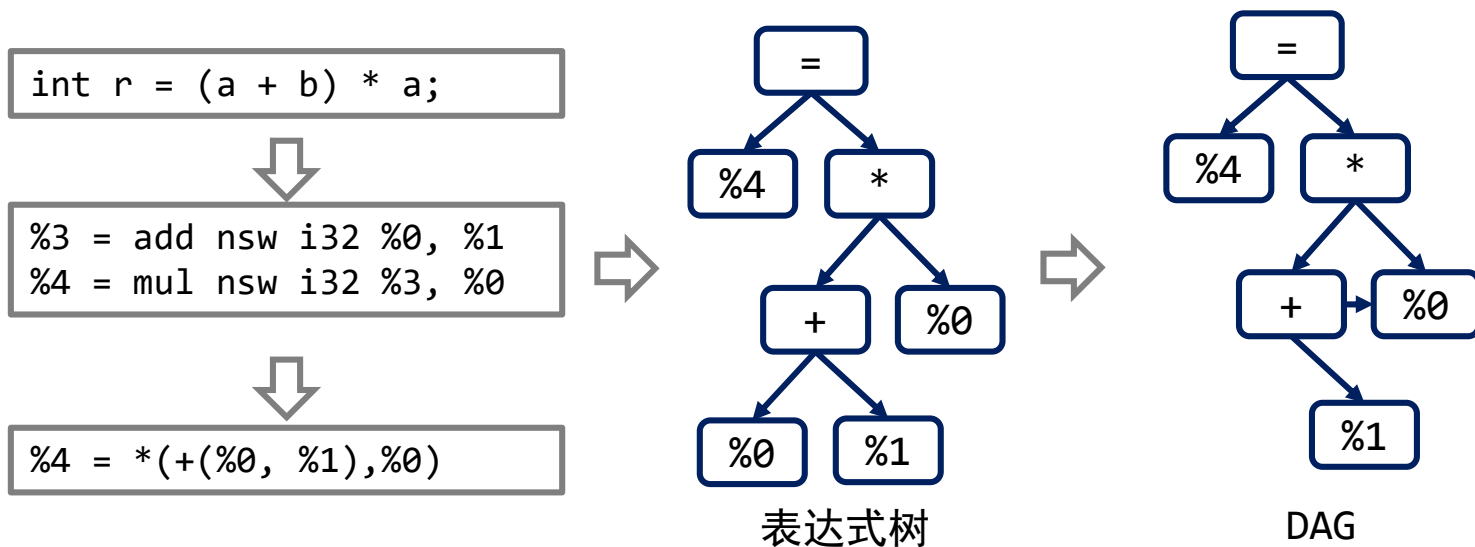 int r = (a + b) * a;
%3 = add nsw i32 %0, %1
%4 = mul nsw i32 %3, %0
%4 = *(+(%0, %1),%0)
=
%4
*
+
%0
%0
%1
表达式树
=
%4
*
+
%0
%1
DAG